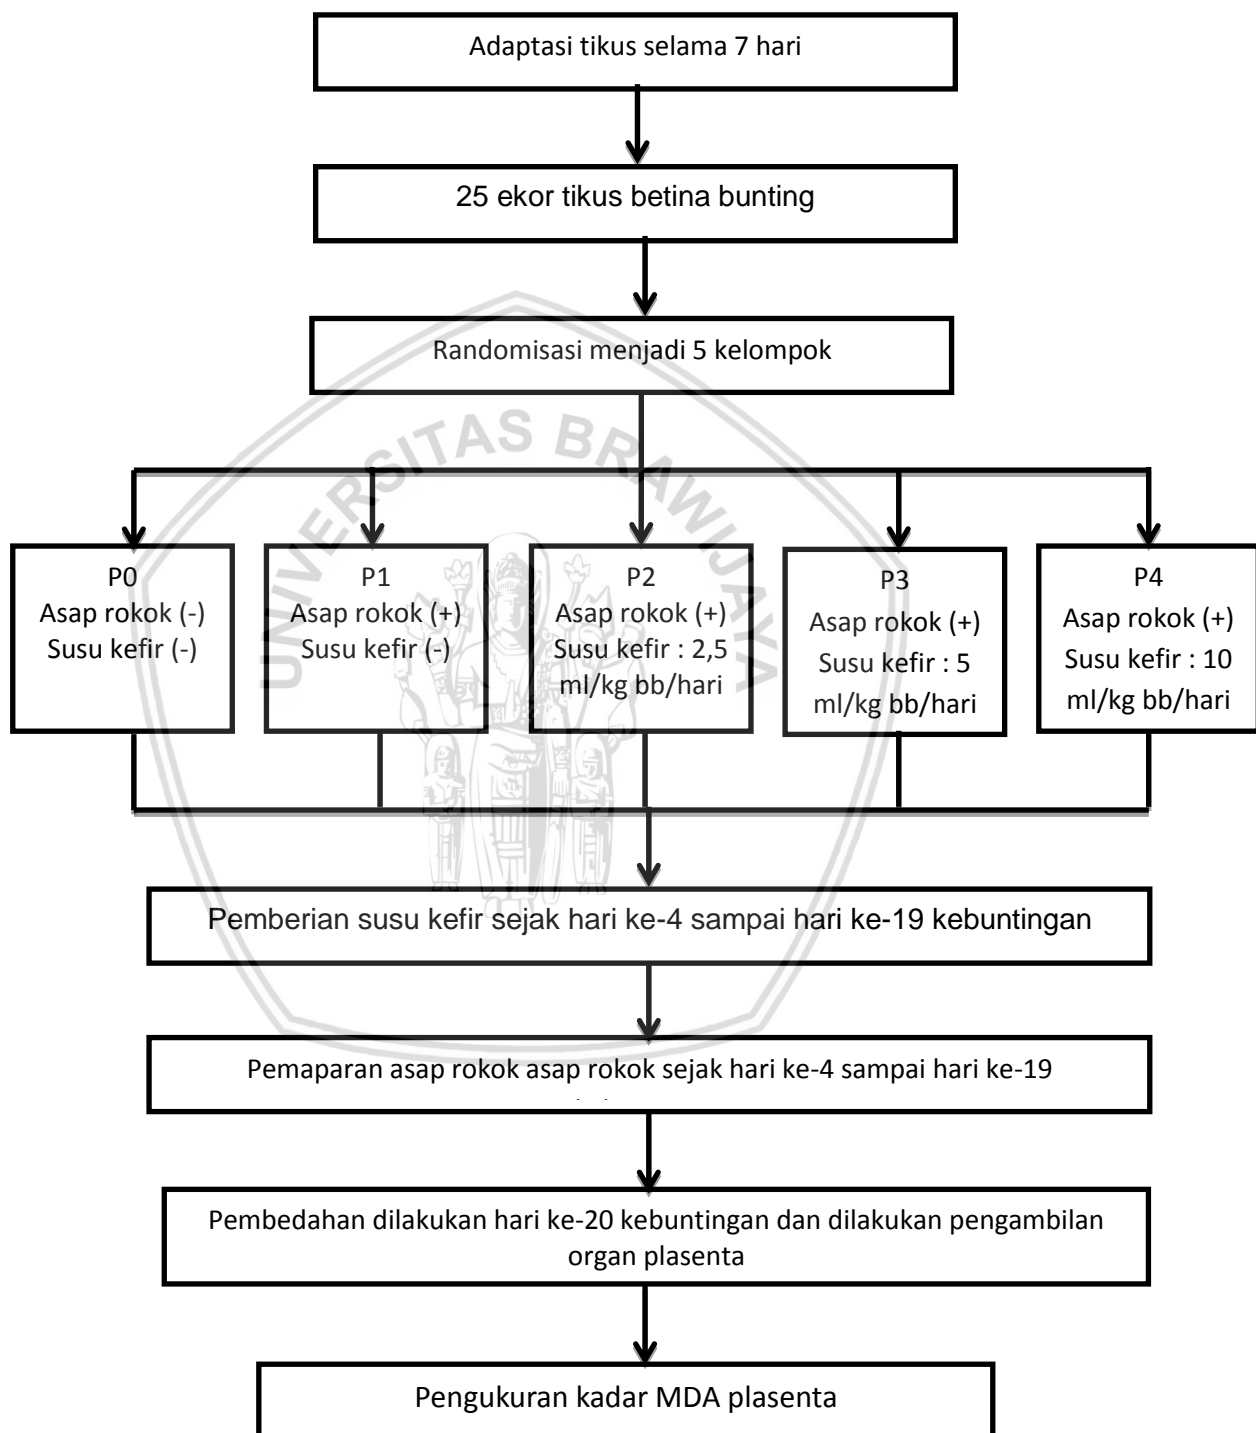 Adaptasi tikus selama 7 hari
25 ekor tikus betina bunting
Randomisasi menjadi 5 kelompok
UNIVERSITAS BRAWIJAYA
P0
Asap rokok (-)
Susu kefir (-)
P1
Asap rokok (+)
Susu kefir (-)
P2
Asap rokok (+)
Susu kefir : 2,5
ml/kg bb/hari
P3
Asap rokok (+)
Susu kefir : 5
ml/kg bb/hari
P4
Asap rokok (+)
Susu kefir : 10
ml/kg bb/hari
Pemberian susu kefir sejak hari ke-4 sampai hari ke-19 kebuntingan
Pemaparan asap rokok asap rokok sejak hari ke-4 sampai hari ke-19
Pembedahan dilakukan hari ke-20 kebuntingan dan dilakukan pengambilan
organ plasenta
Pengukuran kadar MDA plasenta